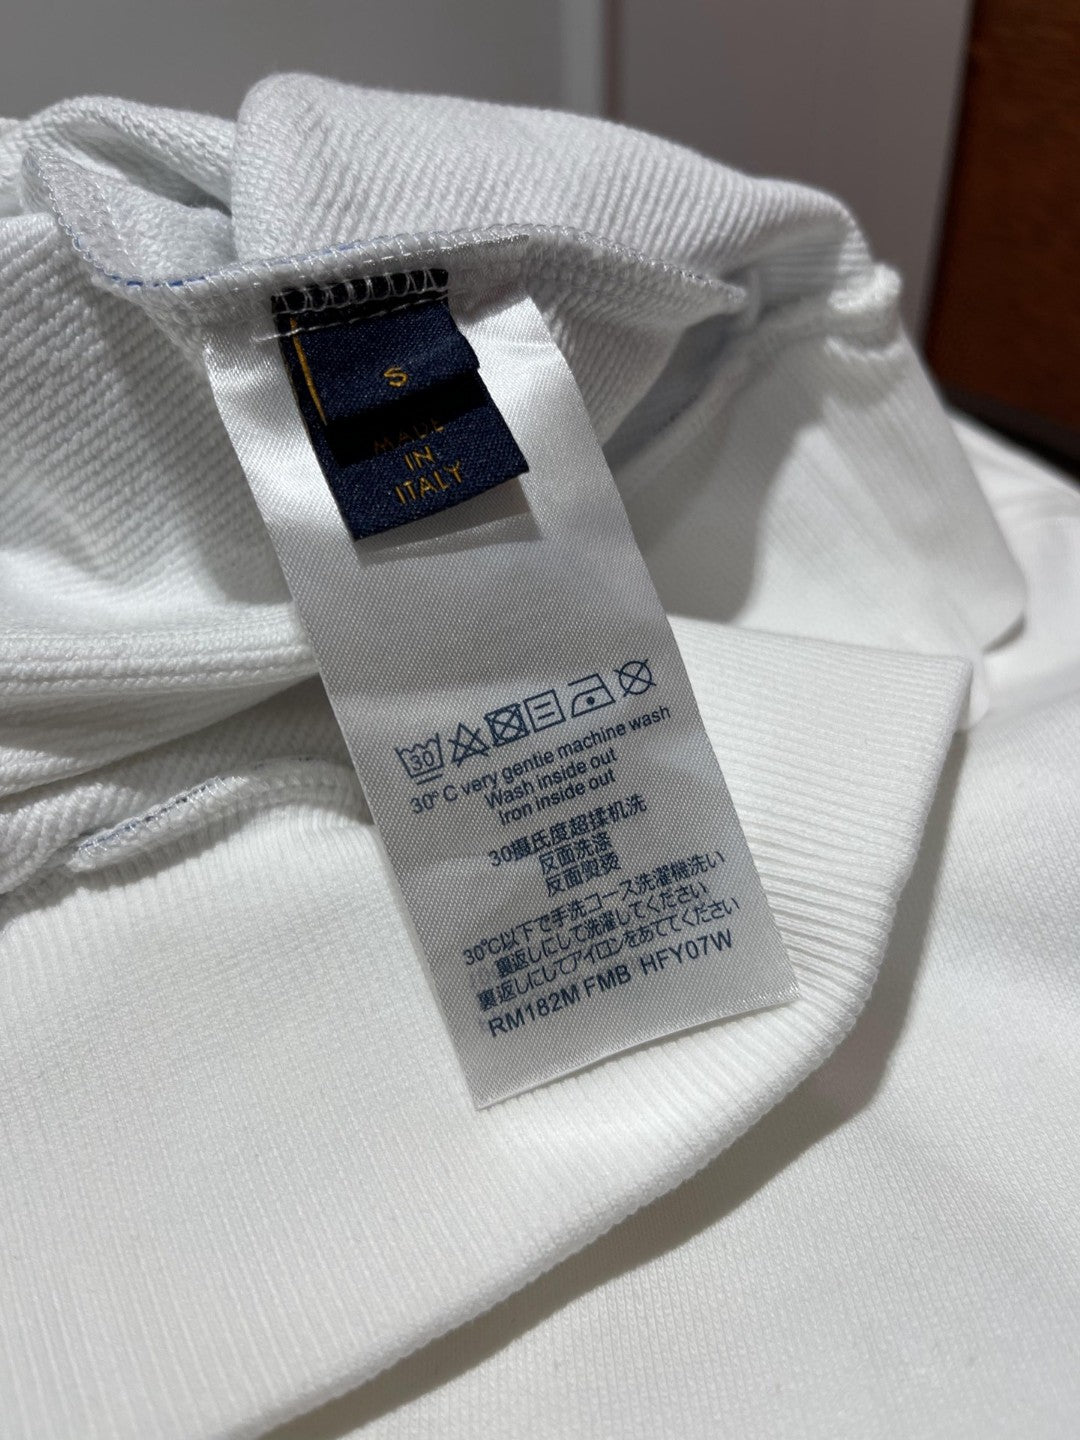 S
MADE
IN
ITALY
30
30°C very gentie machine wash
Wash inside out
Iron inside out
30摄氏度超揉机洗
反面洗涤
反面熨烫
30℃以下で手洗コース洗濯機洗い
裏返しにして洗濯してください
裏返しにしてアイロンをあててください
RM182M FMB HFY07W